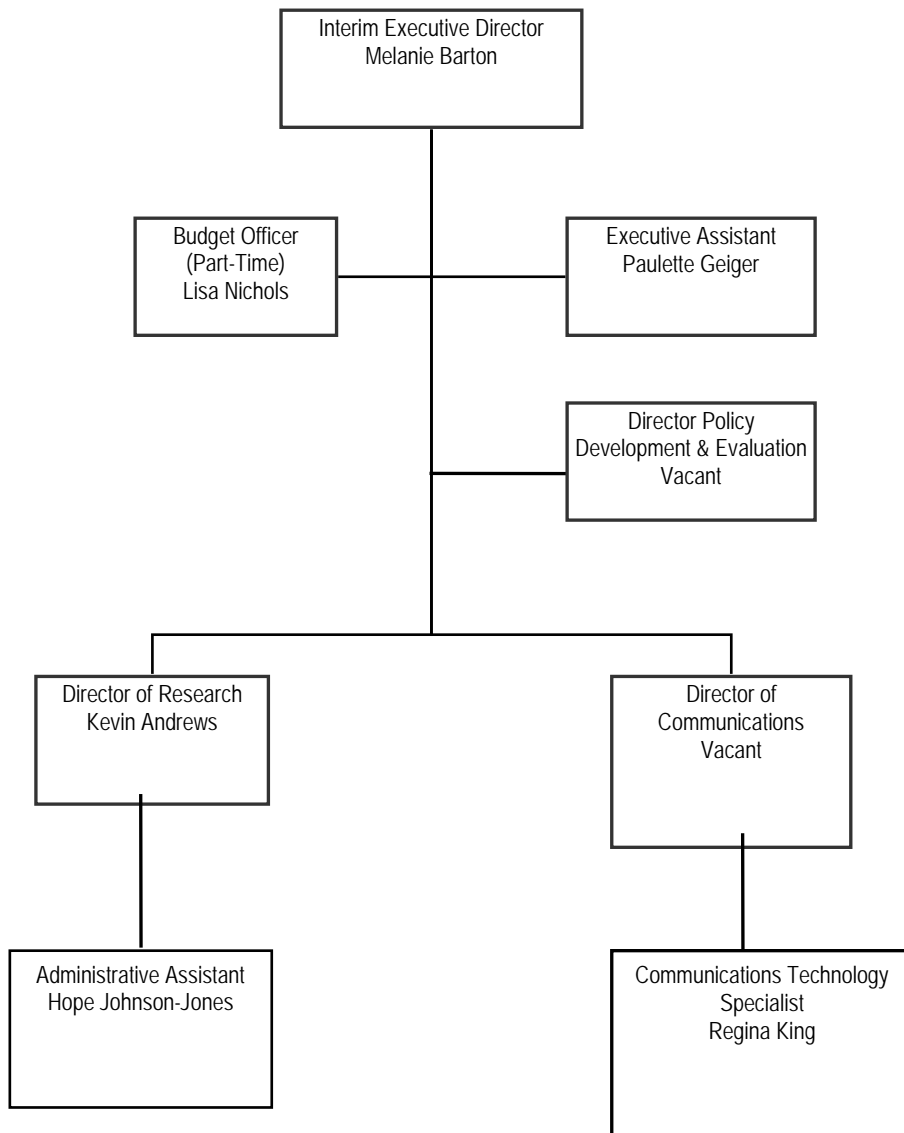 Interim Executive Director
Melanie Barton
Budget Officer
(Part-Time)
Lisa Nichols
Executive Assistant
Paulette Geiger
Director Policy
Development & Evaluation
Vacant
Director of Research
Kevin Andrews
Director of
Communications
Vacant
Administrative Assistant
Hope Johnson-Jones
Communications Technology
Specialist
Regina King